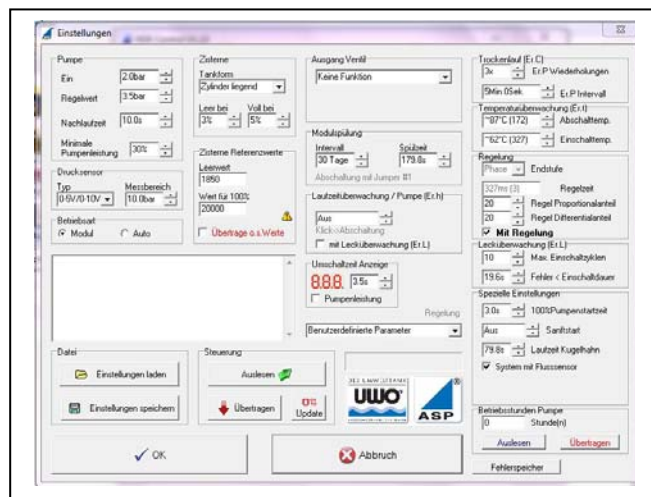 Einstellungen
Pumpe
Ein 2.0bar
Regelwert 3.5bar
Nachlaufzeit 10.0s
Minimale Pumpenleistung 30%
Drucksensor
Typ Messbereich
0-5V/0-10V 10.0bar
Betriebsart
Modul Auto
Zisterne
Tankform
Zylinder liegend
Leer bei Voll bei
3% 5%
Zisterne Referenzwerte
Leerwert
1850
Wert für 100%
20000
Übertrage o.s.Werte
Ausgang Ventil
Keine Funktion
Modulspülung
Intervall Spülzeit
30 Tage 179.8s
Abschaltung mit Jumper #1
Laufzeitüberwachung / Pumpe (Er.h)
Aus
Klick->Abschaltung
mit Lecküberwachung (Er.L)
Umschaltzeit Anzeige
8.8.8. 3.5s
Pumpenleistung
Regelung
Benutzerdefinierte Parameter
Trockenlauf (Er.C)
3x Er.P Wiederholungen
5Min 0Sek Er.P Intervall
Temperaturüberwachung (Er.t)
~87°C (172) Abschalttemp.
~62°C (327) Einschalttemp.
Regelung
Phase Endstufe
327ms (3) Regelzeit
20 Regel Proportionalanteil
20 Regel Differentialanteil
Mit Regelung
Lecküberwachung (Er.L)
10 Max. Einschaltzyklen
19.6s Fehler < Einschaltdauer
Spezielle Einstellungen
3.0s 100%Pumpenstartzeit
Aus Sanftstart
79.8s Laufzeit Kugelhahn
System mit Flusssensor
Betriebsstunden Pumpe
0 Stunde(n)
Auslesen Übertragen
Fehlerspeicher
Datei
Einstellungen laden
Einstellungen speichern
Steuerung
Auslesen
Übertragen
Update
UWO
ASP
OK
Abbruch